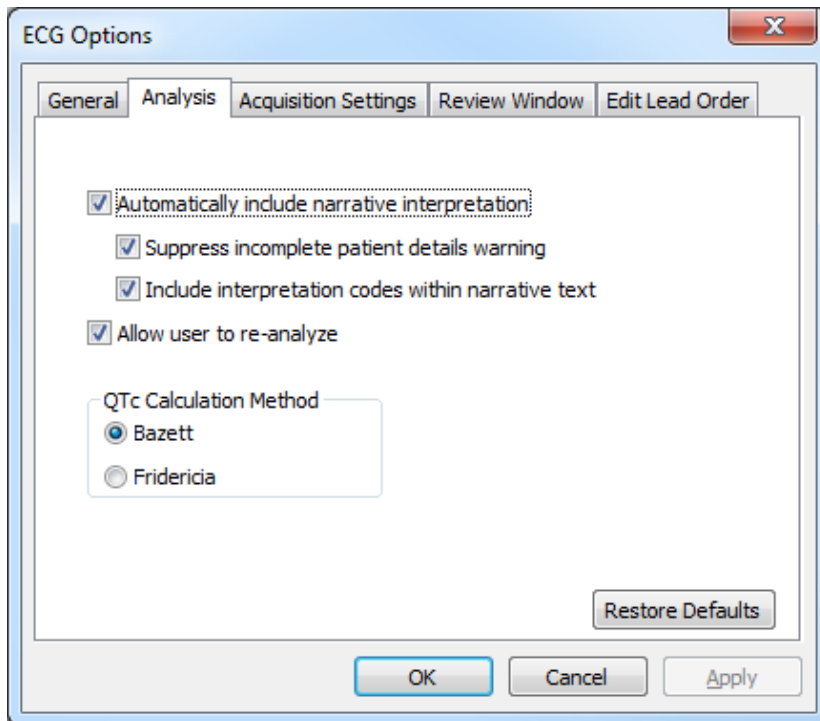 ECG Options
General Analysis Acquisition Settings Review Window Edit Lead Order
Automatically include narrative interpretation
Suppress incomplete patient details warning
Include interpretation codes within narrative text
Allow user to re-analyze
QTc Calculation Method
Bazett
Fridericia
Restore Defaults
OK Cancel Apply